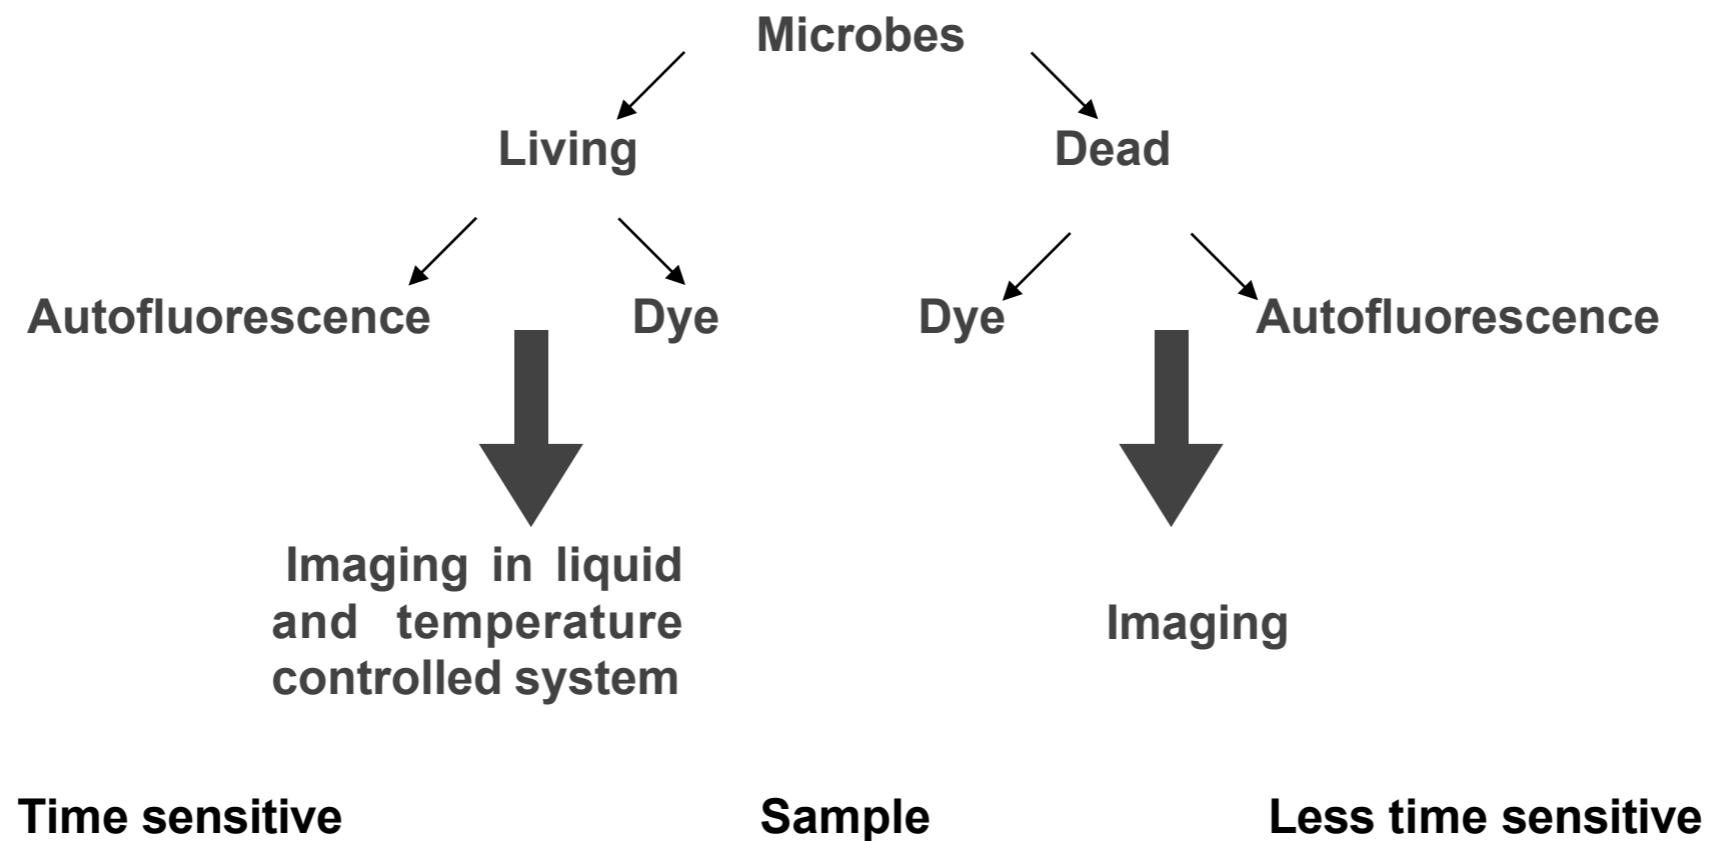 Microbes
Living
Dead
Autofluorescence
Dye
Dye
Autofluorescence
Imaging in liquid
and temperature
controlled system
Imaging
Time sensitive
Sample
Less time sensitive